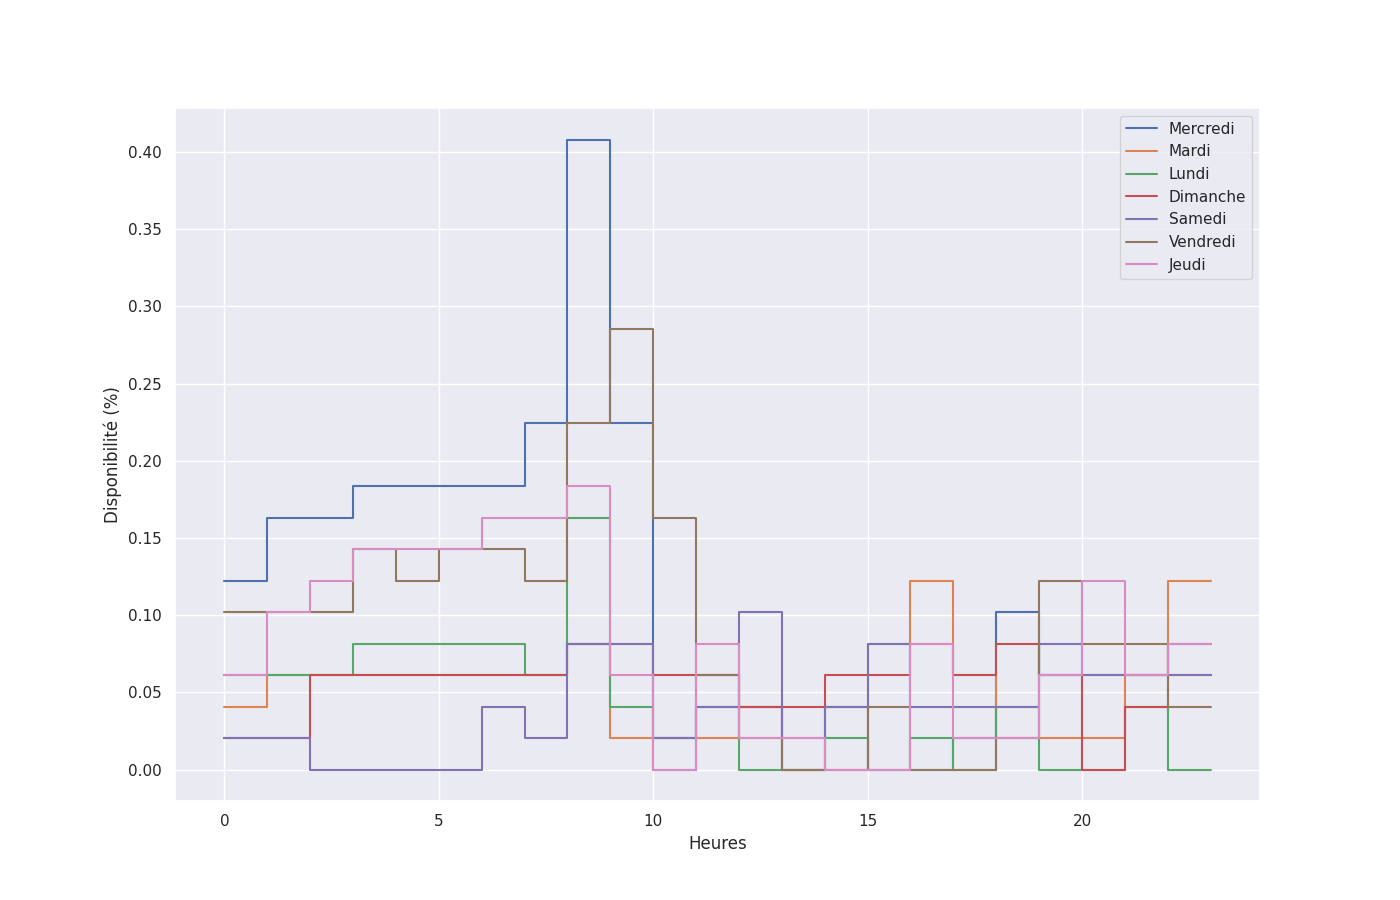 Mercredi
Mardi
Lundi
Dimanche
Samedi
Vendredi
Jeudi
0.40
0.35
0.30
0.25
0.20
0.15
0.10
0.05
0.00
Disponibilité (%)
0 5 10 15 20
Heures